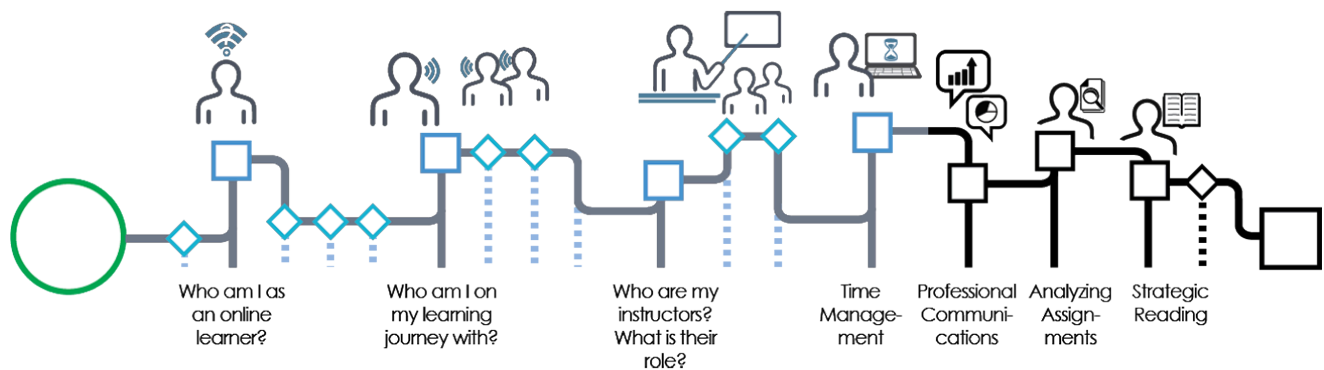 ?
Who am I as
an online
learner?
Who am I on
my learning
journey with?
Who are my
instructors?
What is their
role?
Time
Manage-
ment
Professional
Communi-
cations
Analyzing
Assign-
ments
Strategic
Reading